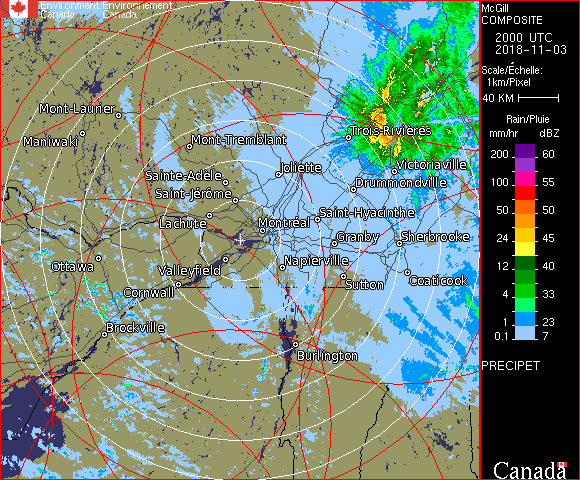 Environment Environnement
Canada Canada
Mont-Laurier
Maniwaki
Mont-Tremblant
Trois-Rivières
Joliette
Victoriaville
Sainte-Adèle
Drummondville
Saint-Jérôme
Saint-Hyacinthe
Lachute
Montréal
Granby
Sherbrooke
Ottawa
Valleyfield
Napierville
Cornwall
Sutton
Coaticook
Brockville
Burlington
McGill
COMPOSITE
2000 UTC
2018-11-03
Scale/Échelle:
1km/Pixel
40 KM
Rain/Pluie
mm/hr dBZ
200 60
100 55
50 50
24 45
12 40
4 33
1 23
0.1 7
PRECIPET
Canada